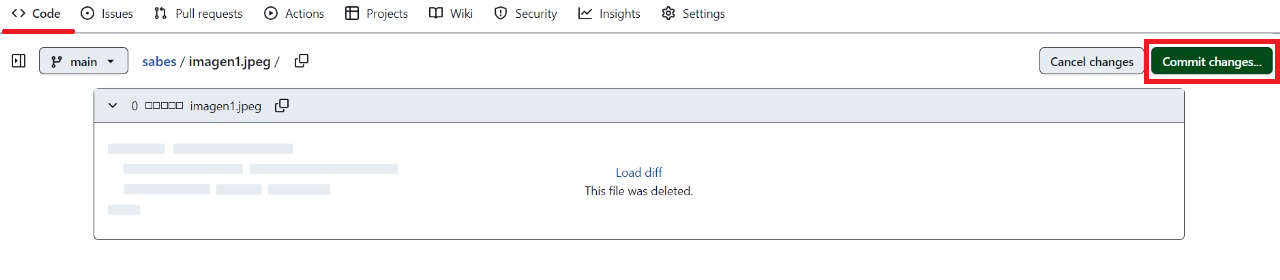 Code Issues Pull requests Actions Projects Wiki Security Insights Settings
main sabes / imagen1.jpeg / Cancel changes Commit changes...
0 imagen1.jpeg
Load diff
This file was deleted.